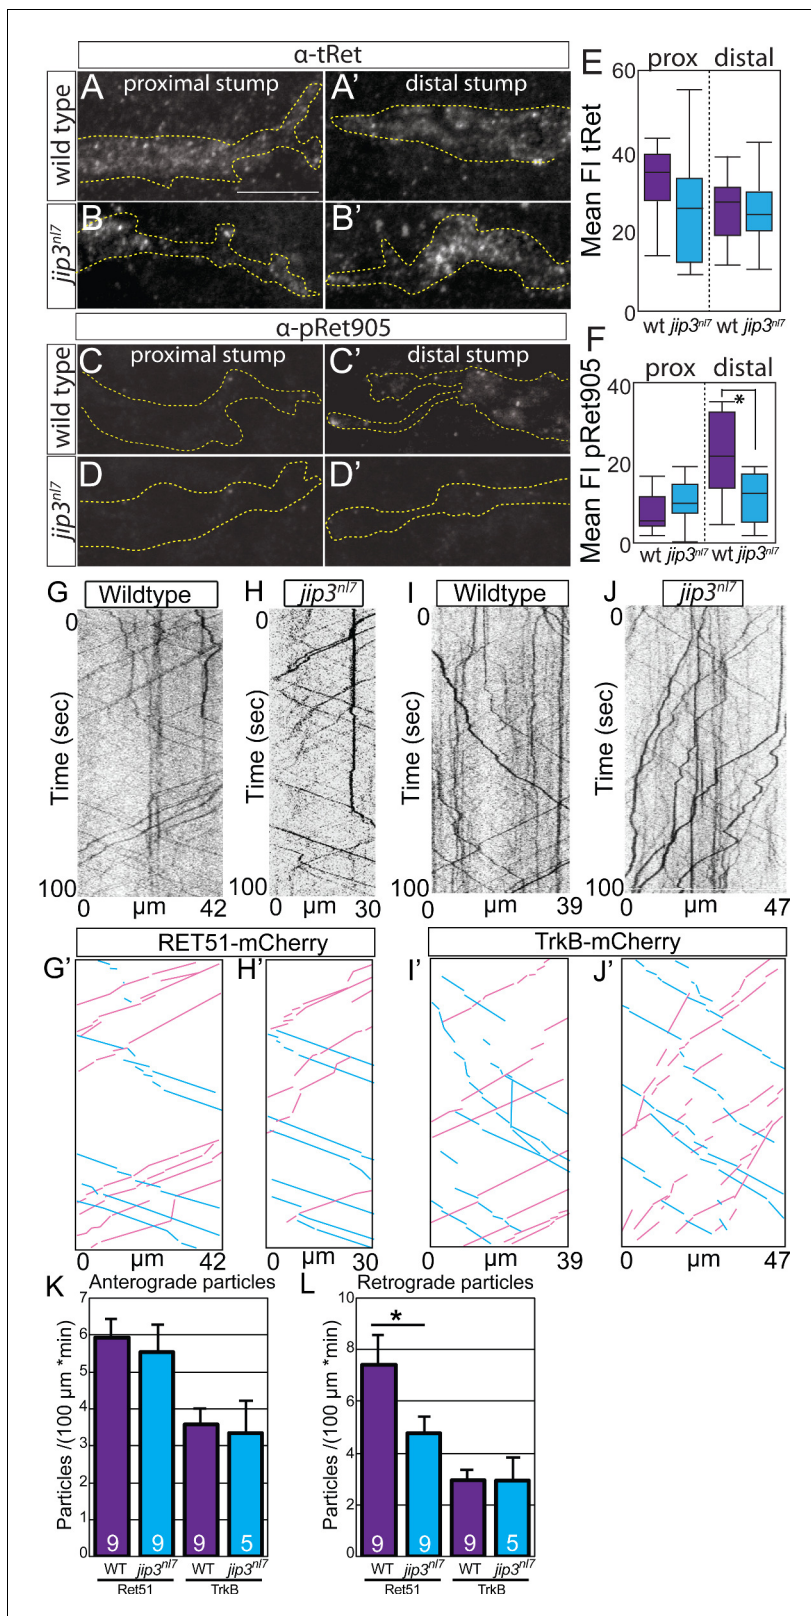 α-tRet
wild type
A proximal stump
A' distal stump
jip3nl7
B
B'
α-pRet905
wild type
C proximal stump
C' distal stump
jip3nl7
D
D'
E prox distal
Mean FI tRet
60
40
20
0
wt jip3nl7 wt jip3nl7
F prox distal
Mean FI pRet905
40
20
0
*
wt jip3nl7 wt jip3nl7
G Wildtype
H jip3nl7
I Wildtype
J jip3nl7
0 0 0 0
Time (sec) Time (sec) Time (sec) Time (sec)
100 100 100 100
0 µm 42 0 µm 30 0 µm 39 0 µm 47
RET51-mCherry TrkB-mCherry
G' H' I' J'
0 µm 42 0 µm 30 0 µm 39 0 µm 47
K Anterograde particles
Particles /(100 µm *min)
7
6
5
4
3
2
1
0
9 9 9 5
WT jip3nl7 WT jip3nl7
Ret51 TrkB
L Retrograde particles
Particles /(100 µm *min)
10
8
6
4
2
0
*
9 9 9 5
WT jip3nl7 WT jip3nl7
Ret51 TrkB